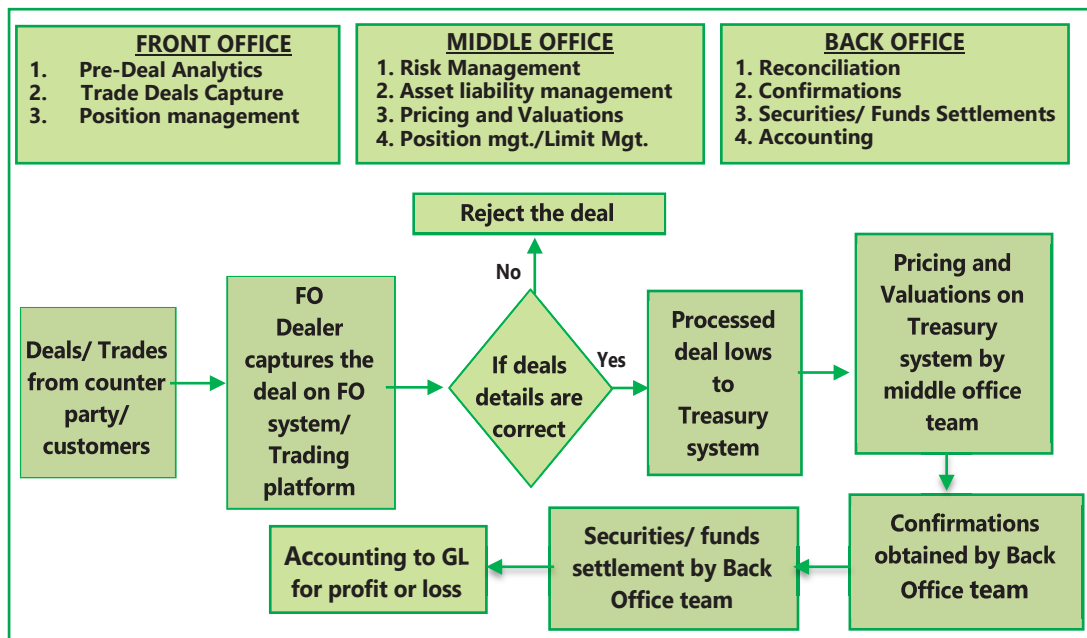 FRONT OFFICE
1. Pre-Deal Analytics
2. Trade Deals Capture
3. Position management
MIDDLE OFFICE
1. Risk Management
2. Asset liability management
3. Pricing and Valuations
4. Position mgt./Limit Mgt.
BACK OFFICE
1. Reconciliation
2. Confirmations
3. Securities/ Funds Settlements
4. Accounting
Reject the deal
No
Deals/ Trades
from counter
party/
customers
FO
Dealer
captures the
deal on FO
system/
Trading
platform
If deals
details are
correct
Yes
Processed
deal lows
to
Treasury
system
Pricing and
Valuations on
Treasury
system by
middle office
team
Confirmations
obtained by Back
Office team
Securities/ funds
settlement by Back
Office team
Accounting to GL
for profit or loss